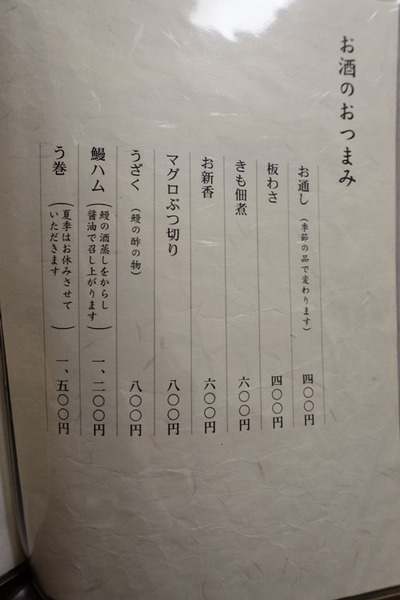 お酒のおつまみ
お通し（季節の品で変わります）四〇〇円
板わさ 四〇〇円
きも佃煮 六〇〇円
お新香 六〇〇円
マグロぶつ切り 八〇〇円
うざく（鰻の酢の物）八〇〇円
鰻ハム（鰻の酒蒸しをからし
醤油で召し上がります）一、二〇〇円
う巻（夏季はお休みさせて
いただきます）一、五〇〇円